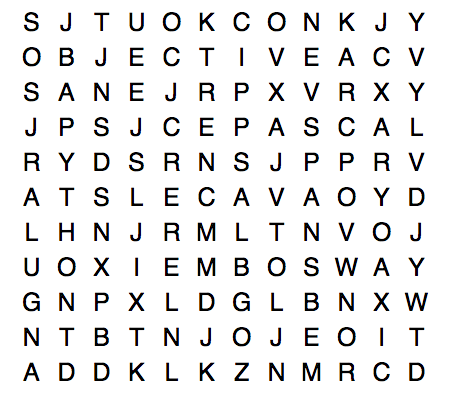 S J T U O K C O N K J Y
O B J E C T I V E A C V
S A N E J R P X V R X Y
J P S J C E P A S C A L
R Y D S R N S J P P R V
A T S L E C A V A O Y D
L H N J R M L T N V O J
U O X I E M B O S W A Y
G N P X L D G L B N X W
N T B T N J O J E O I T
A D D K L K Z N M R C D